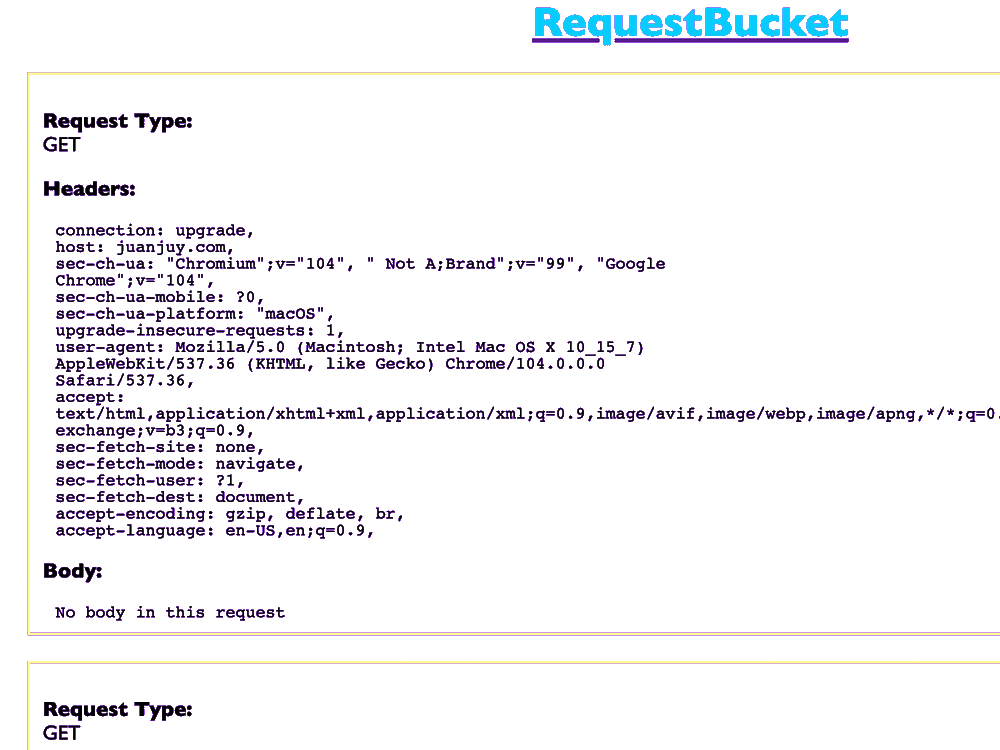 RequestBucket
Request Type:
GET
Headers:
connection: upgrade,
host: juanjuy.com,
sec-ch-ua: "Chromium";v="104", " Not A;Brand";v="99", "Google
Chrome";v="104",
sec-ch-ua-mobile: ?0,
sec-ch-ua-platform: "macOS",
upgrade-insecure-requests: 1,
user-agent: Mozilla/5.0 (Macintosh; Intel Mac OS X 10_15_7)
AppleWebKit/537.36 (KHTML, like Gecko) Chrome/104.0.0.0
Safari/537.36,
accept:
text/html,application/xhtml+xml,application/xml;q=0.9,image/avif,image/webp,image/apng,*/*;q=0.
exchange;v=b3;q=0.9,
sec-fetch-site: none,
sec-fetch-mode: navigate,
sec-fetch-user: ?1,
sec-fetch-dest: document,
accept-encoding: gzip, deflate, br,
accept-language: en-US,en;q=0.9,
Body:
No body in this request
Request Type:
GET